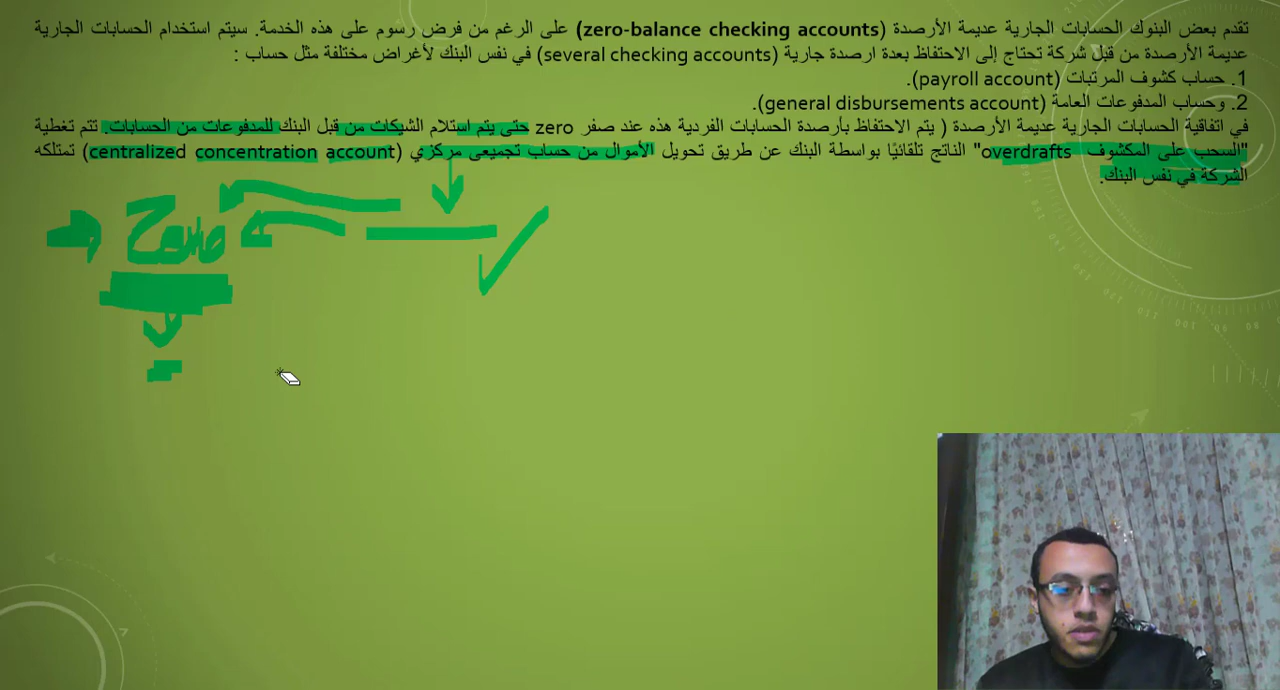 تقدم بعض البنوك الحسابات الجارية عديمة الأرصدة (zero-balance checking accounts) على الرغم من فرض رسوم على هذه الخدمة. سيتم استخدام الحسابات الجارية
عديمة الأرصدة من قبل شركة تحتاج إلى الاحتفاظ بعدة ارصدة جارية (several checking accounts) في نفس البنك لأغراض مختلفة مثل حساب :
1. حساب كشوف المرتبات (payroll account).
2. وحساب المدفوعات العامة (general disbursements account).
في اتفاقية الحسابات الجارية عديمة الأرصدة ( يتم الاحتفاظ بأرصدة الحسابات الفردية هذه عند صفر zero حتى يتم استلام الشيكات من قبل البنك للمدفوعات من الحسابات. تتم تغطية
"السحب على المكشوف overdrafts" الناتج تلقائيًا بواسطة البنك عن طريق تحويل الأموال من حساب تجميعى مركزي (centralized concentration account) تمتلكه
الشركة في نفس البنك.
Zero